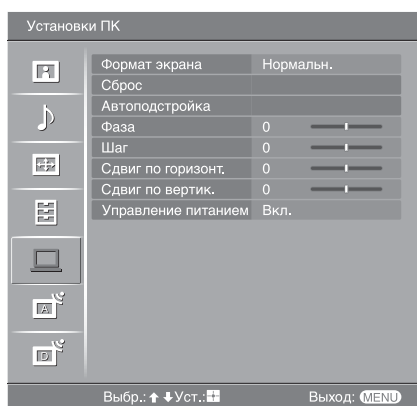 Установки ПК
Формат экрана Нормальн.
Сброс
Автоподстройка
Фаза 0
Шаг 0
Сдвиг по горизонт. 0
Сдвиг по вертик. 0
Управление питанием Вкл.
A
D
Выбр.: ↑ ↓ Уст.: Выход: MENU